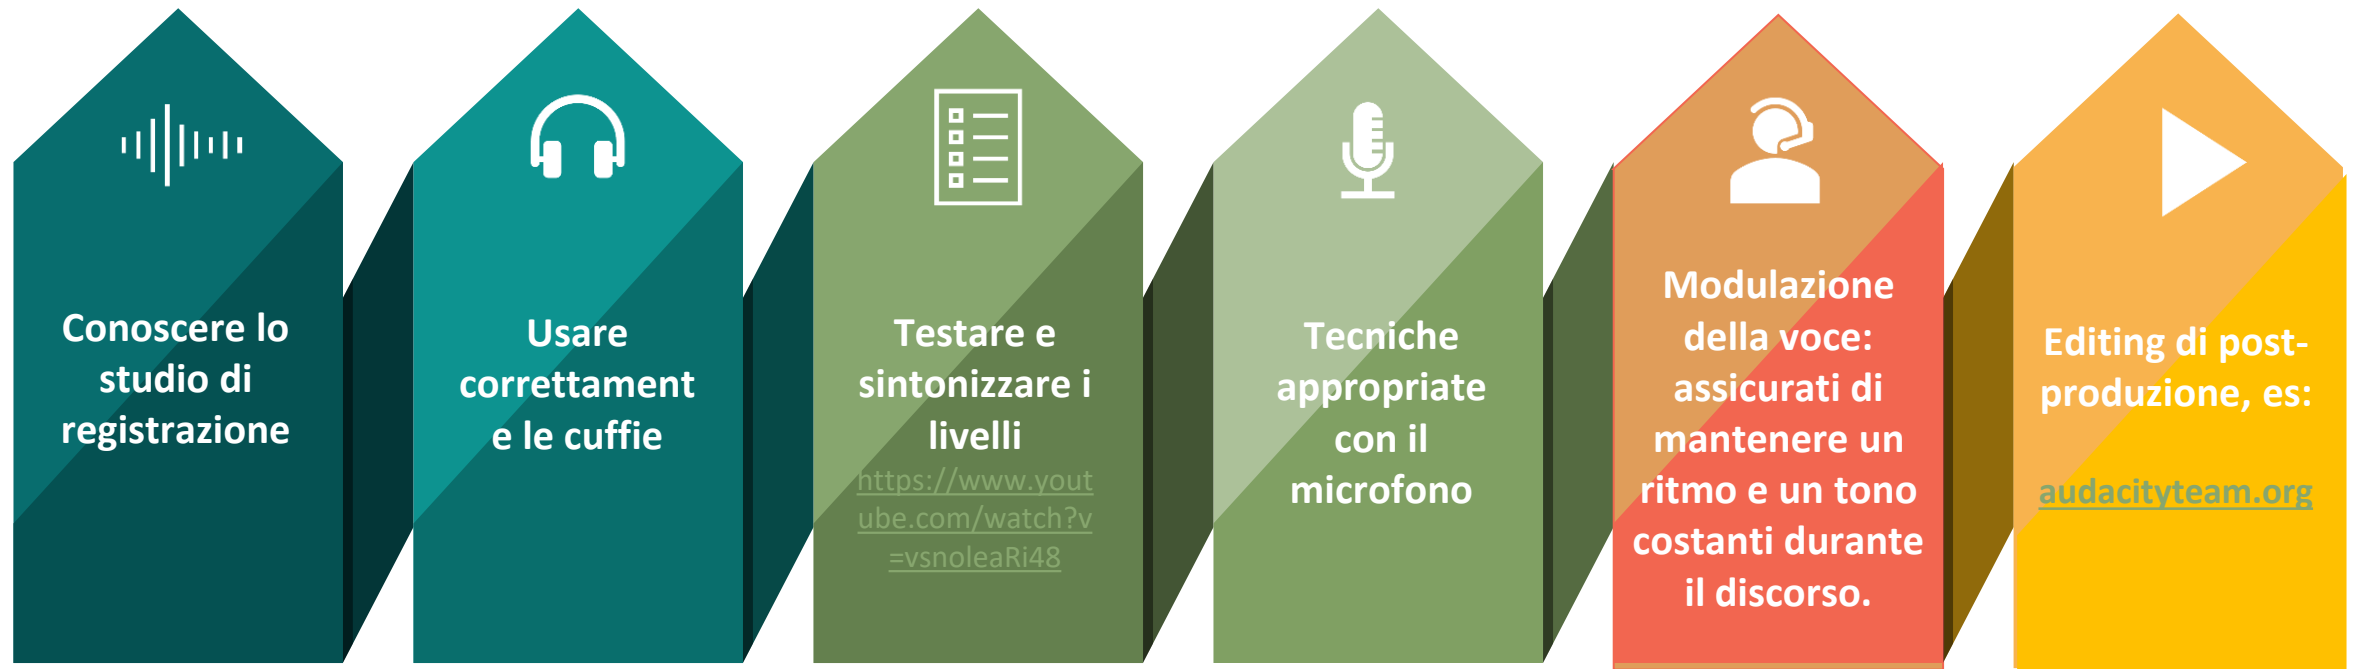 Conoscere lo
studio di
registrazione
Usare
correttament
e le cuffie
Testare e
sintonizzare i
livelli
https://www.yout
ube.com/watch?v
=vsnoleaRi48
Tecniche
appropriate
con il
microfono
Modulazione
della voce:
assicurati di
mantenere un
ritmo e un tono
costanti durante
il discorso.
Editing di post-
produzione, es:
audacityteam.org